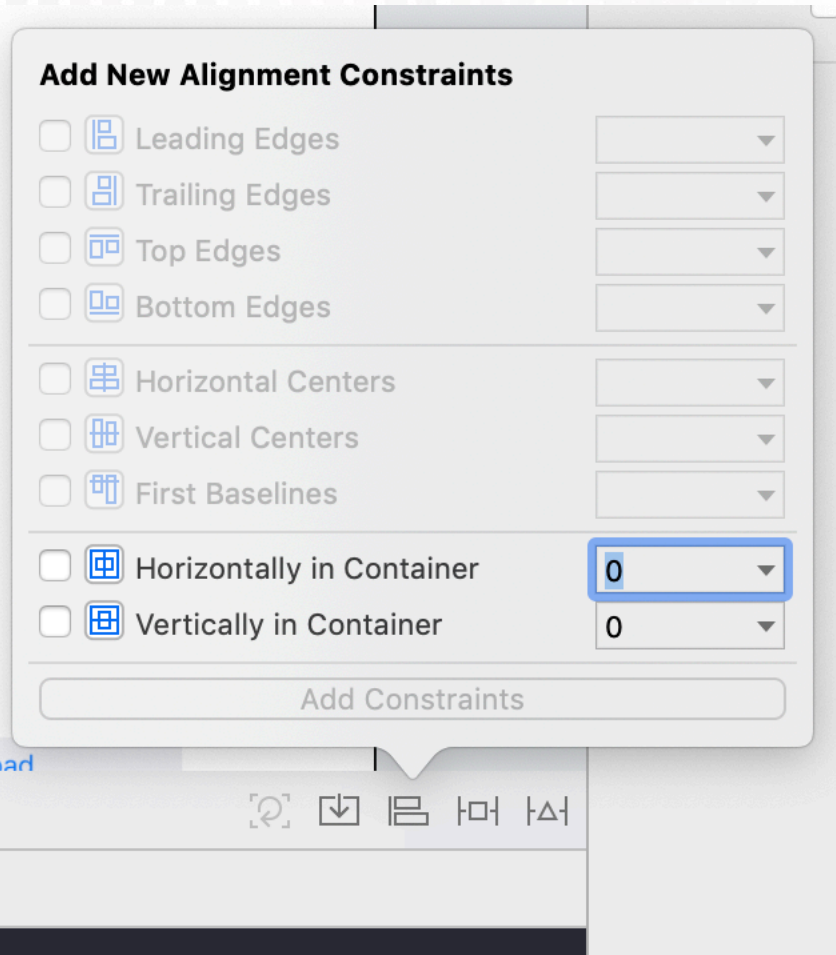 Add New Alignment Constraints
Leading Edges
Trailing Edges
Top Edges
Bottom Edges
Horizontal Centers
Vertical Centers
First Baselines
Horizontally in Container 0
Vertically in Container 0
Add Constraints